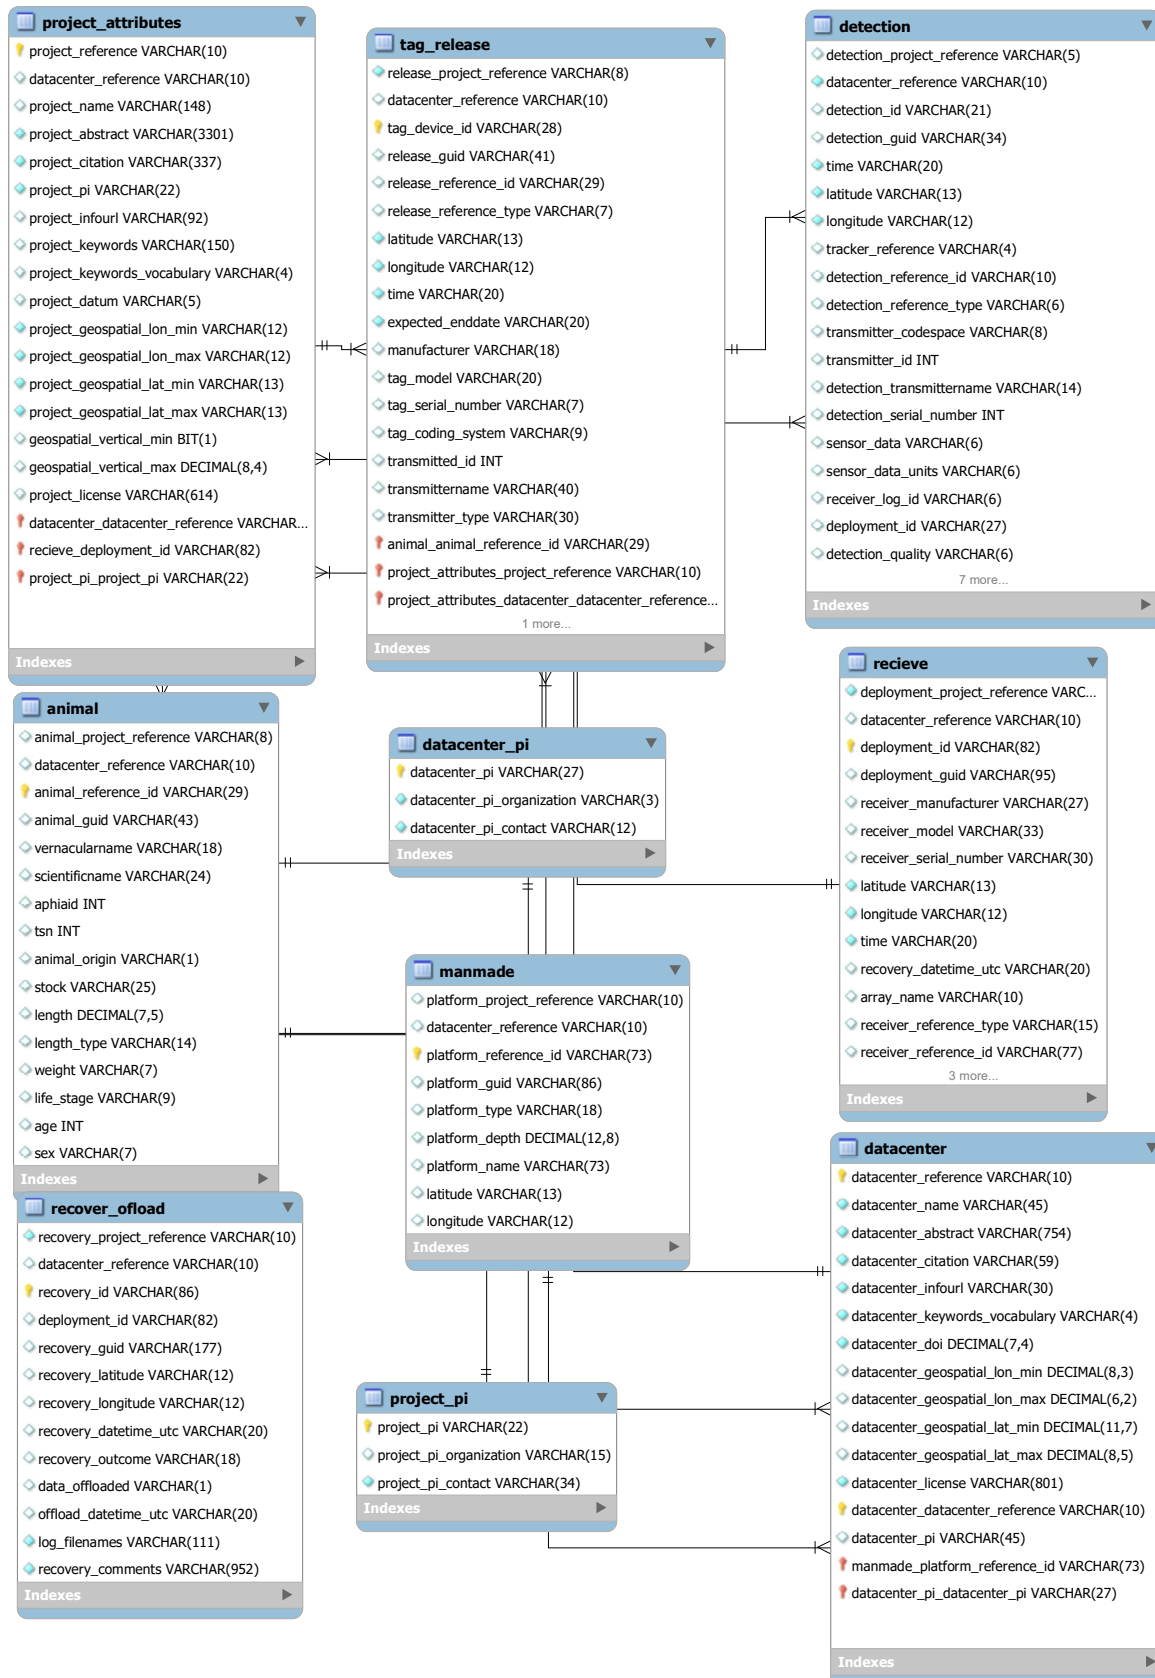 project_attributes
project_reference VARCHAR(10)
datacenter_reference VARCHAR(10)
project_name VARCHAR(148)
project_abstract VARCHAR(3301)
project_citation VARCHAR(337)
project_pi VARCHAR(22)
project_infourl VARCHAR(92)
project_keywords VARCHAR(150)
project_keywords_vocabulary VARCHAR(4)
project_datum VARCHAR(5)
project_geospatial_lon_min VARCHAR(12)
project_geospatial_lon_max VARCHAR(12)
project_geospatial_lat_min VARCHAR(13)
project_geospatial_lat_max VARCHAR(13)
geospatial_vertical_min BIT(1)
geospatial_vertical_max DECIMAL(8,4)
project_license VARCHAR(614)
datacenter_datacenter_reference VARCHAR...
recieve_deployment_id VARCHAR(82)
project_pi_project_pi VARCHAR(22)
Indexes
tag_release
release_project_reference VARCHAR(8)
datacenter_reference VARCHAR(10)
tag_device_id VARCHAR(28)
release_guid VARCHAR(41)
release_reference_id VARCHAR(29)
release_reference_type VARCHAR(7)
latitude VARCHAR(13)
longitude VARCHAR(12)
time VARCHAR(20)
expected_enddate VARCHAR(20)
manufacturer VARCHAR(18)
tag_model VARCHAR(20)
tag_serial_number VARCHAR(7)
tag_coding_system VARCHAR(9)
transmitted_id INT
transmittername VARCHAR(40)
transmitter_type VARCHAR(30)
animal_animal_reference_id VARCHAR(29)
project_attributes_project_reference VARCHAR(10)
project_attributes_datacenter_datacenter_reference...
1 more...
Indexes
detection
detection_project_reference VARCHAR(5)
datacenter_reference VARCHAR(10)
detection_id VARCHAR(21)
detection_guid VARCHAR(34)
time VARCHAR(20)
latitude VARCHAR(13)
longitude VARCHAR(12)
tracker_reference VARCHAR(4)
detection_reference_id VARCHAR(10)
detection_reference_type VARCHAR(6)
transmitter_codespace VARCHAR(8)
transmitter_id INT
detection_transmittername VARCHAR(14)
detection_serial_number INT
sensor_data VARCHAR(6)
sensor_data_units VARCHAR(6)
receiver_log_id VARCHAR(6)
deployment_id VARCHAR(27)
detection_quality VARCHAR(6)
7 more...
Indexes
animal
animal_project_reference VARCHAR(8)
datacenter_reference VARCHAR(10)
animal_reference_id VARCHAR(29)
animal_guid VARCHAR(43)
vernacularname VARCHAR(18)
scientificname VARCHAR(24)
aphiaid INT
tsn INT
animal_origin VARCHAR(1)
stock VARCHAR(25)
length DECIMAL(7,5)
length_type VARCHAR(14)
weight VARCHAR(7)
life_stage VARCHAR(9)
age INT
sex VARCHAR(7)
Indexes
datacenter_pi
datacenter_pi VARCHAR(27)
datacenter_pi_organization VARCHAR(3)
datacenter_pi_contact VARCHAR(12)
Indexes
recieve
deployment_project_reference VARC...
datacenter_reference VARCHAR(10)
deployment_id VARCHAR(82)
deployment_guid VARCHAR(95)
receiver_manufacturer VARCHAR(27)
receiver_model VARCHAR(33)
receiver_serial_number VARCHAR(30)
latitude VARCHAR(13)
longitude VARCHAR(12)
time VARCHAR(20)
recovery_datetime_utc VARCHAR(20)
array_name VARCHAR(10)
receiver_reference_type VARCHAR(15)
receiver_reference_id VARCHAR(77)
3 more...
Indexes
manmade
platform_project_reference VARCHAR(10)
datacenter_reference VARCHAR(10)
platform_reference_id VARCHAR(73)
platform_guid VARCHAR(86)
platform_type VARCHAR(18)
platform_depth DECIMAL(12,8)
platform_name VARCHAR(73)
latitude VARCHAR(13)
longitude VARCHAR(12)
Indexes
recover_ofload
recovery_project_reference VARCHAR(10)
datacenter_reference VARCHAR(10)
recovery_id VARCHAR(86)
deployment_id VARCHAR(82)
recovery_guid VARCHAR(177)
recovery_latitude VARCHAR(12)
recovery_longitude VARCHAR(12)
recovery_datetime_utc VARCHAR(20)
recovery_outcome VARCHAR(18)
data_offloaded VARCHAR(1)
offload_datetime_utc VARCHAR(20)
log_filenames VARCHAR(111)
recovery_comments VARCHAR(952)
Indexes
project_pi
project_pi VARCHAR(22)
project_pi_organization VARCHAR(15)
project_pi_contact VARCHAR(34)
Indexes
datacenter
datacenter_reference VARCHAR(10)
datacenter_name VARCHAR(45)
datacenter_abstract VARCHAR(754)
datacenter_citation VARCHAR(59)
datacenter_infourl VARCHAR(30)
datacenter_keywords_vocabulary VARCHAR(4)
datacenter_doi DECIMAL(7,4)
datacenter_geospatial_lon_min DECIMAL(8,3)
datacenter_geospatial_lon_max DECIMAL(6,2)
datacenter_geospatial_lat_min DECIMAL(11,7)
datacenter_geospatial_lat_max DECIMAL(8,5)
datacenter_license VARCHAR(801)
datacenter_datacenter_reference VARCHAR(10)
datacenter_pi VARCHAR(45)
manmade_platform_reference_id VARCHAR(73)
datacenter_pi_datacenter_pi VARCHAR(27)
Indexes